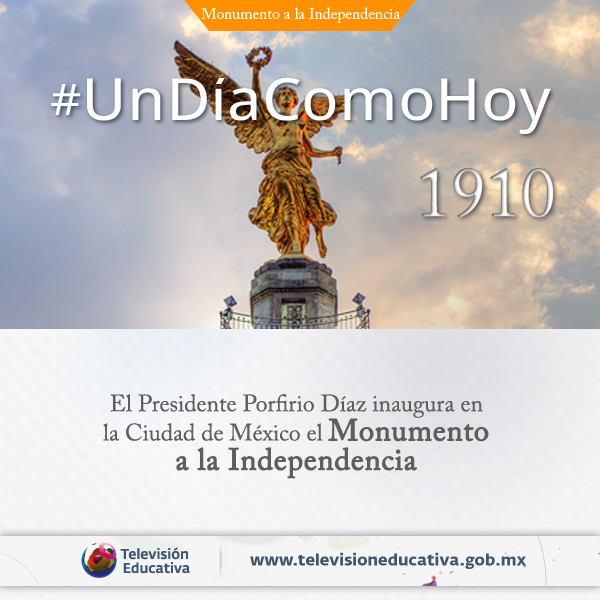 Monumento a la Independencia
#UnDíaComoHoy
1910
El Presidente Porfirio Díaz inaugura en
la Ciudad de México el Monumento
a la Independencia
Televisión
Educativa
www.televisioneducativa.gob.mx